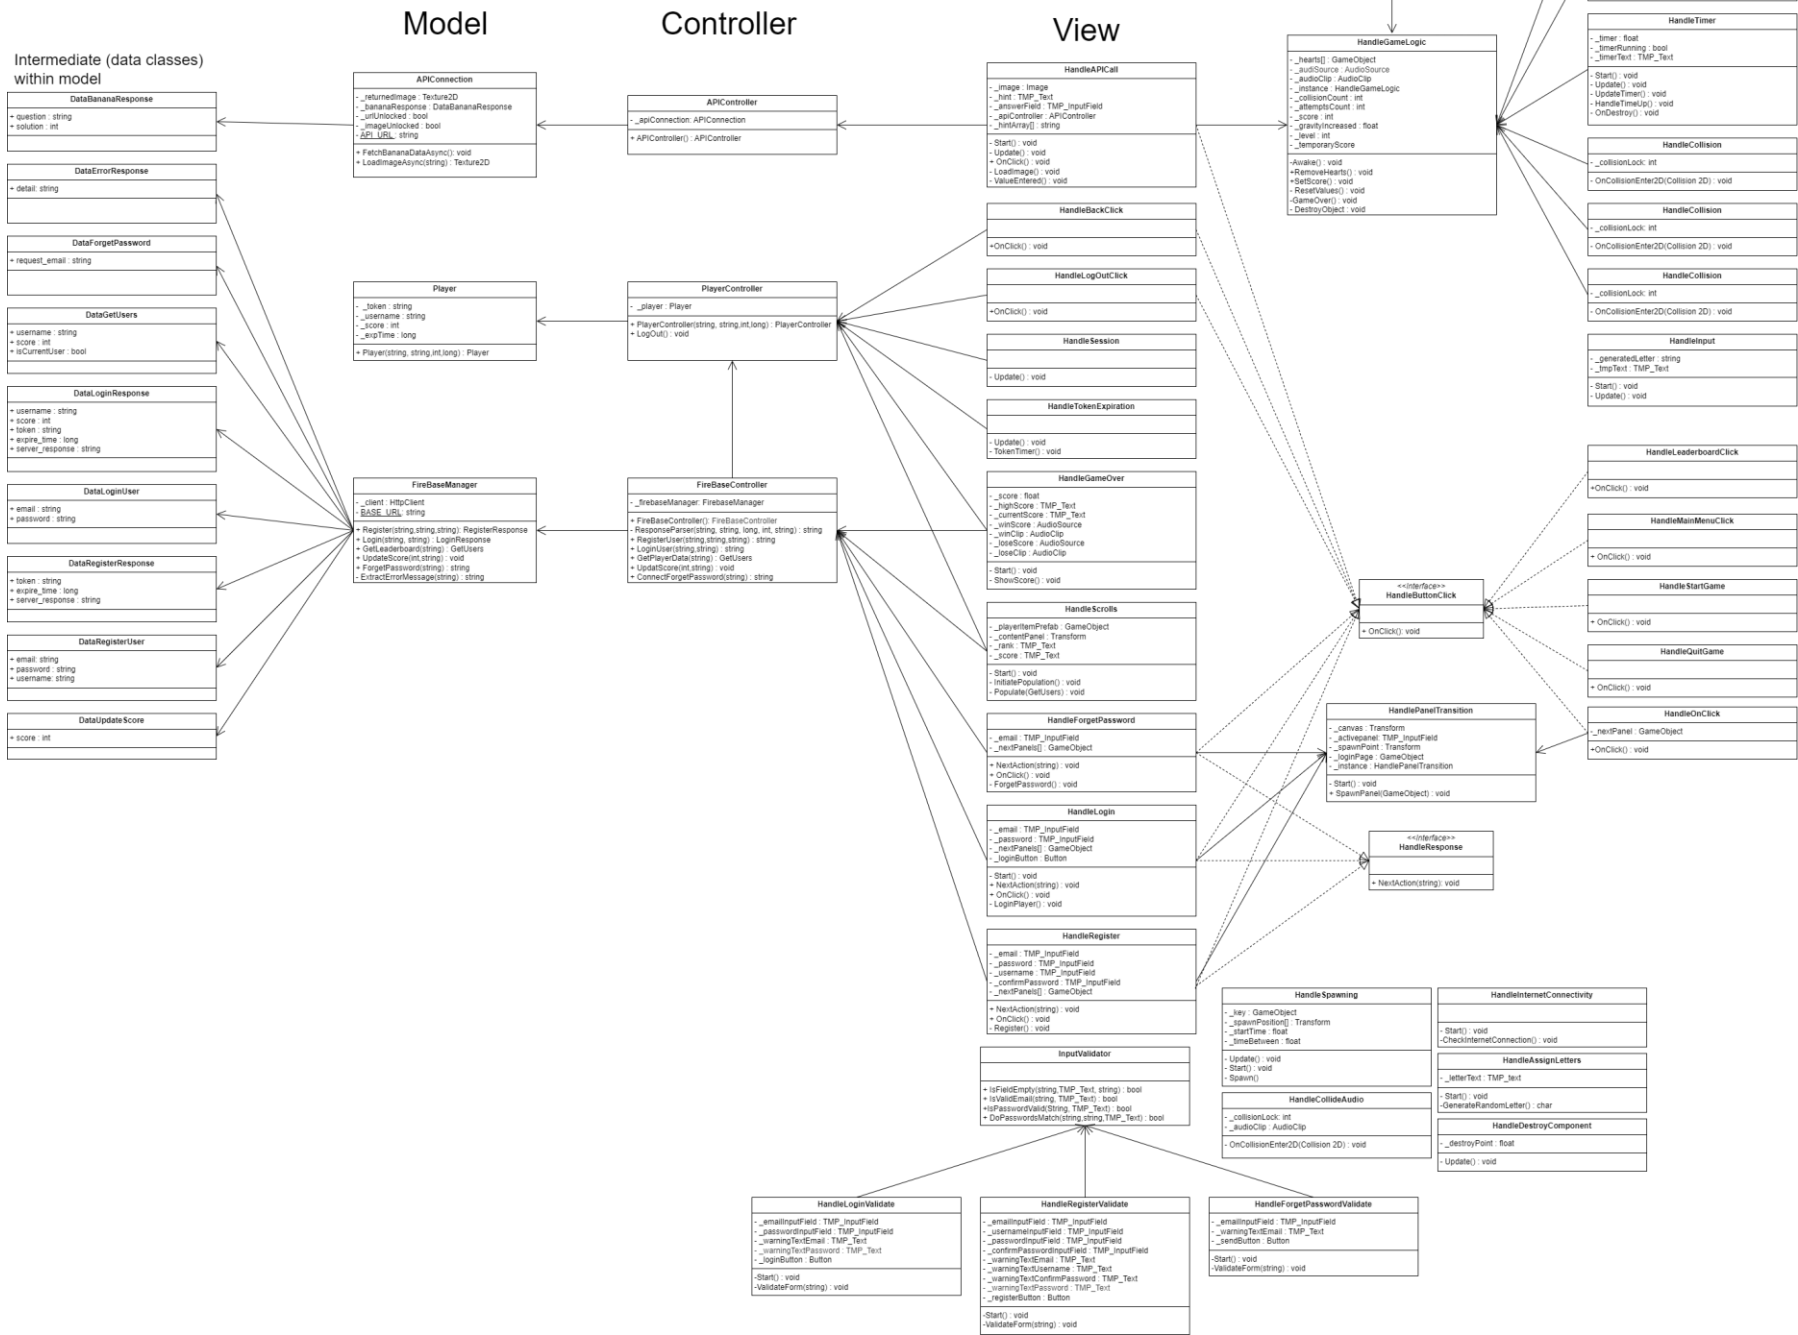 Model
Controller
View
Intermediate (data classes)
within model
DataBananaResponse
+ question : string
+ solution : int
DataErrorResponse
+ detail: string
DataForgetPassword
+ request_email : string
DataGetUsers
+ username : string
+ score : int
+ isCurrentUser : bool
DataLoginResponse
+ username : string
+ score : int
+ token : string
+ expire_time : long
+ server_response : string
DataLoginUser
+ email : string
+ password : string
DataRegisterResponse
+ token : string
+ expire_time : long
+ server_response : string
DataRegisterUser
+ email: string
+ password : string
+ username: string
DataUpdateScore
+ score : int
APIConnection
- _returnedImage : Texture2D
- _bananaResponse : DataBananaResponse
- _urlUnlocked : bool
- _imageUnlocked : bool
- API_URL : string
+ FetchBananaDataAsync(): void
+ LoadImageAsync(string) : Texture2D
Player
- _token : string
- _username : string
- _score : int
- _expTime : long
+ Player(string, string,int,long) : Player
FireBaseManager
- _client : HttpClient
- BASE_URL: string
+ Register(string,string,string): RegisterResponse
+ Login(string, string) : LoginResponse
+ GetLeaderboard(string) : GetUsers
+ UpdateScore(int,string) : void
+ ForgetPassword(string) : string
- ExtractErrorMessage(string) : string
APIController
- _apiConnection: APIConnection
+ APIController() : APIController
PlayerController
- _player : Player
+ PlayerController(string, string,int,long) : PlayerController
+ LogOut() : void
FireBaseController
- _firebaseManager: FirebaseManager
+ FireBaseController(): FireBaseController
- ResponseParser(string, string, long, int, string) : string
+ RegisterUser(string,string,string) : string
+ LoginUser(string,string) : string
+ GetPlayerData(string) : GetUsers
+ UpdatScore(int,string) : void
+ ConnectForgetPassword(string) : string
HandleAPICall
- _image : Image
- _hint : TMP_Text
- _answerField : TMP_InputField
- _apiController : APIController
- _hintArray[] : string
- Start() : void
- Update() : void
+ OnClick() : void
- LoadImage() : void
- ValueEntered() : void
HandleBackClick
+OnClick() : void
HandleLogOutClick
+OnClick() : void
HandleSession
- Update() : void
HandleTokenExpiration
- Update() : void
- TokenTimer() : void
HandleGameOver
- _score : float
- _highScore : TMP_Text
- _currentScore : TMP_Text
- _winScore : AudioSource
- _winClip : AudioClip
- _loseScore : AudioSource
- _loseClip : AudioClip
- Start() : void
- ShowScore() : void
HandleScrolls
- _playerItemPrefab : GameObject
- _contentPanel : Transform
- _rank : TMP_Text
- _score : TMP_Text
- Start() : void
- InitiatePopulation() : void
- Populate(GetUsers) : void
HandleForgetPassword
- _email : TMP_InputField
- _nextPanels[] : GameObject
+ NextAction(string) : void
+ OnClick() : void
- ForgetPassword() : void
HandleLogin
- _email : TMP_InputField
- _password : TMP_InputField
- _nextPanels[] : GameObject
- _loginButton : Button
- Start() : void
+ NextAction(string) : void
+ OnClick() : void
- LoginPlayer() : void
HandleRegister
- _email : TMP_InputField
- _password : TMP_InputField
- _username : TMP_InputField
- _confirmPassword : TMP_InputField
- _nextPanels[] : GameObject
+ NextAction(string) : void
+ OnClick() : void
- Register() : void
InputValidator
+ IsFieldEmpty(string,TMP_Text, string) : bool
+ IsValidEmail(string, TMP_Text) : bool
+IsPasswordValid(String, TMP_Text) : bool
+ DoPasswordsMatch(string,string,TMP_Text) : bool
HandleLoginValidate
- _emailInputField : TMP_InputField
- _passwordInputField : TMP_InputField
- _warningTextEmail : TMP_Text
- _warningTextPassword : TMP_Text
- _loginButton : Button
-Start() : void
-ValidateForm(string) : void
HandleRegisterValidate
- _emailInputField : TMP_InputField
- _usernameInputField : TMP_InputField
- _passwordInputField : TMP_InputField
- _confirmPasswordInputField : TMP_InputField
- _warningTextEmail : TMP_Text
- _warningTextUsername : TMP_Text
- _warningTextConfirmPassword : TMP_Text
- _warningTextPassword : TMP_Text
- _registerButton : Button
-Start() : void
-ValidateForm(string) : void
HandleForgetPasswordValidate
- _emailInputField : TMP_InputField
- _warningTextEmail : TMP_Text
- _sendButton : Button
-Start() : void
-ValidateForm(string) : void
HandleGameLogic
- _hearts[] : GameObject
- _audiSource : AudioSource
- _audioClip : AudioClip
- _instance : HandleGameLogic
- _collisionCount : int
- _attemptsCount : int
- _score : int
- _gravityIncreased : float
- _level : int
- _temporaryScore
-Awake() : void
+RemoveHearts() : void
+SetScore() : void
- ResetValues() : void
-GameOver() : void
- DestroyObject : void
HandleTimer
- _timer : float
- _timerRunning : bool
- _timerText : TMP_Text
- Start() : void
- Update() : void
- UpdateTimer() : void
- HandleTimeUp() : void
- OnDestroy() : void
HandleCollision
- _collisionLock: int
- OnCollisionEnter2D(Collision 2D) : void
HandleCollision
- _collisionLock: int
- OnCollisionEnter2D(Collision 2D) : void
HandleCollision
- _collisionLock: int
- OnCollisionEnter2D(Collision 2D) : void
HandleInput
- _generatedLetter : string
- _tmpText : TMP_Text
- Start() : void
- Update() : void
HandleLeaderboardClick
+OnClick() : void
HandleMainMenuClick
+ OnClick() : void
HandleStartGame
+ OnClick() : void
HandleQuitGame
+ OnClick() : void
HandleOnClick
-_nextPanel : GameObject
+OnClick() : void
<<interface>>
HandleButtonClick
+ OnClick(): void
HandlePanelTransition
- _canvas : Transform
- _activepanel : TMP_InputField
- _spawnPoint : Transform
- _loginPage : GameObject
- _instance : HandlePanelTransition
- Start() : void
+ SpawnPanel(GameObject) : void
<<interface>>
HandleResponse
+ NextAction(string): void
HandleSpawning
- _key : GameObject
- _spawnPosition[] : Transform
- _startTime : float
- _timeBetween : float
- Update() : void
- Start() : void
- Spawn()
HandleCollideAudio
- _collisionLock: int
- _audioClip : AudioClip
- OnCollisionEnter2D(Collision 2D) : void
HandleInternetConnectivity
- Start() : void
-CheckInternetConnection() : void
HandleAssignLetters
- _letterText : TMP_text
- Start() : void
-GenerateRandomLetter() : char
HandleDestroyComponent
- _destroyPoint : float
- Update() : void